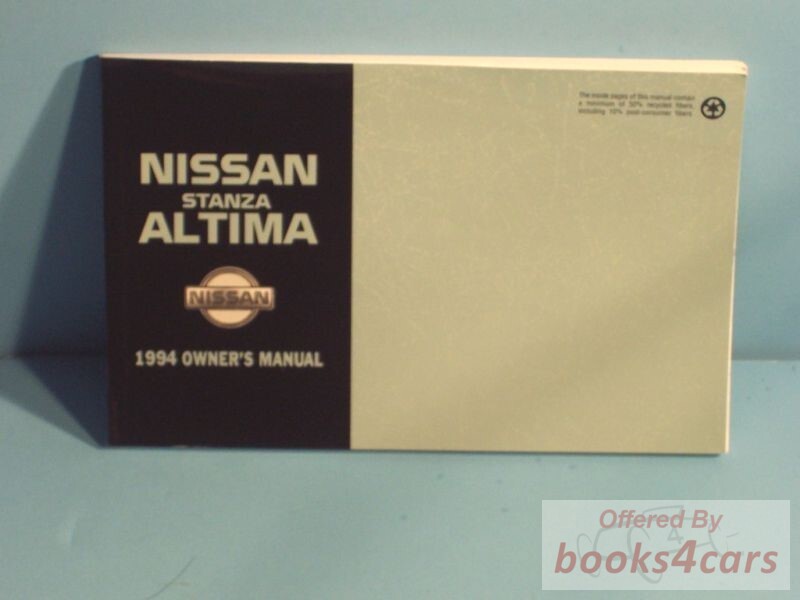 NISSAN
STANZA
ALTIMA
NISSAN
1994 OWNER'S MANUAL
The inside pages of this manual contain
a minimum of 50% recycled fibers,
including 10% post-consumer fibers.
Offered By
books4cars